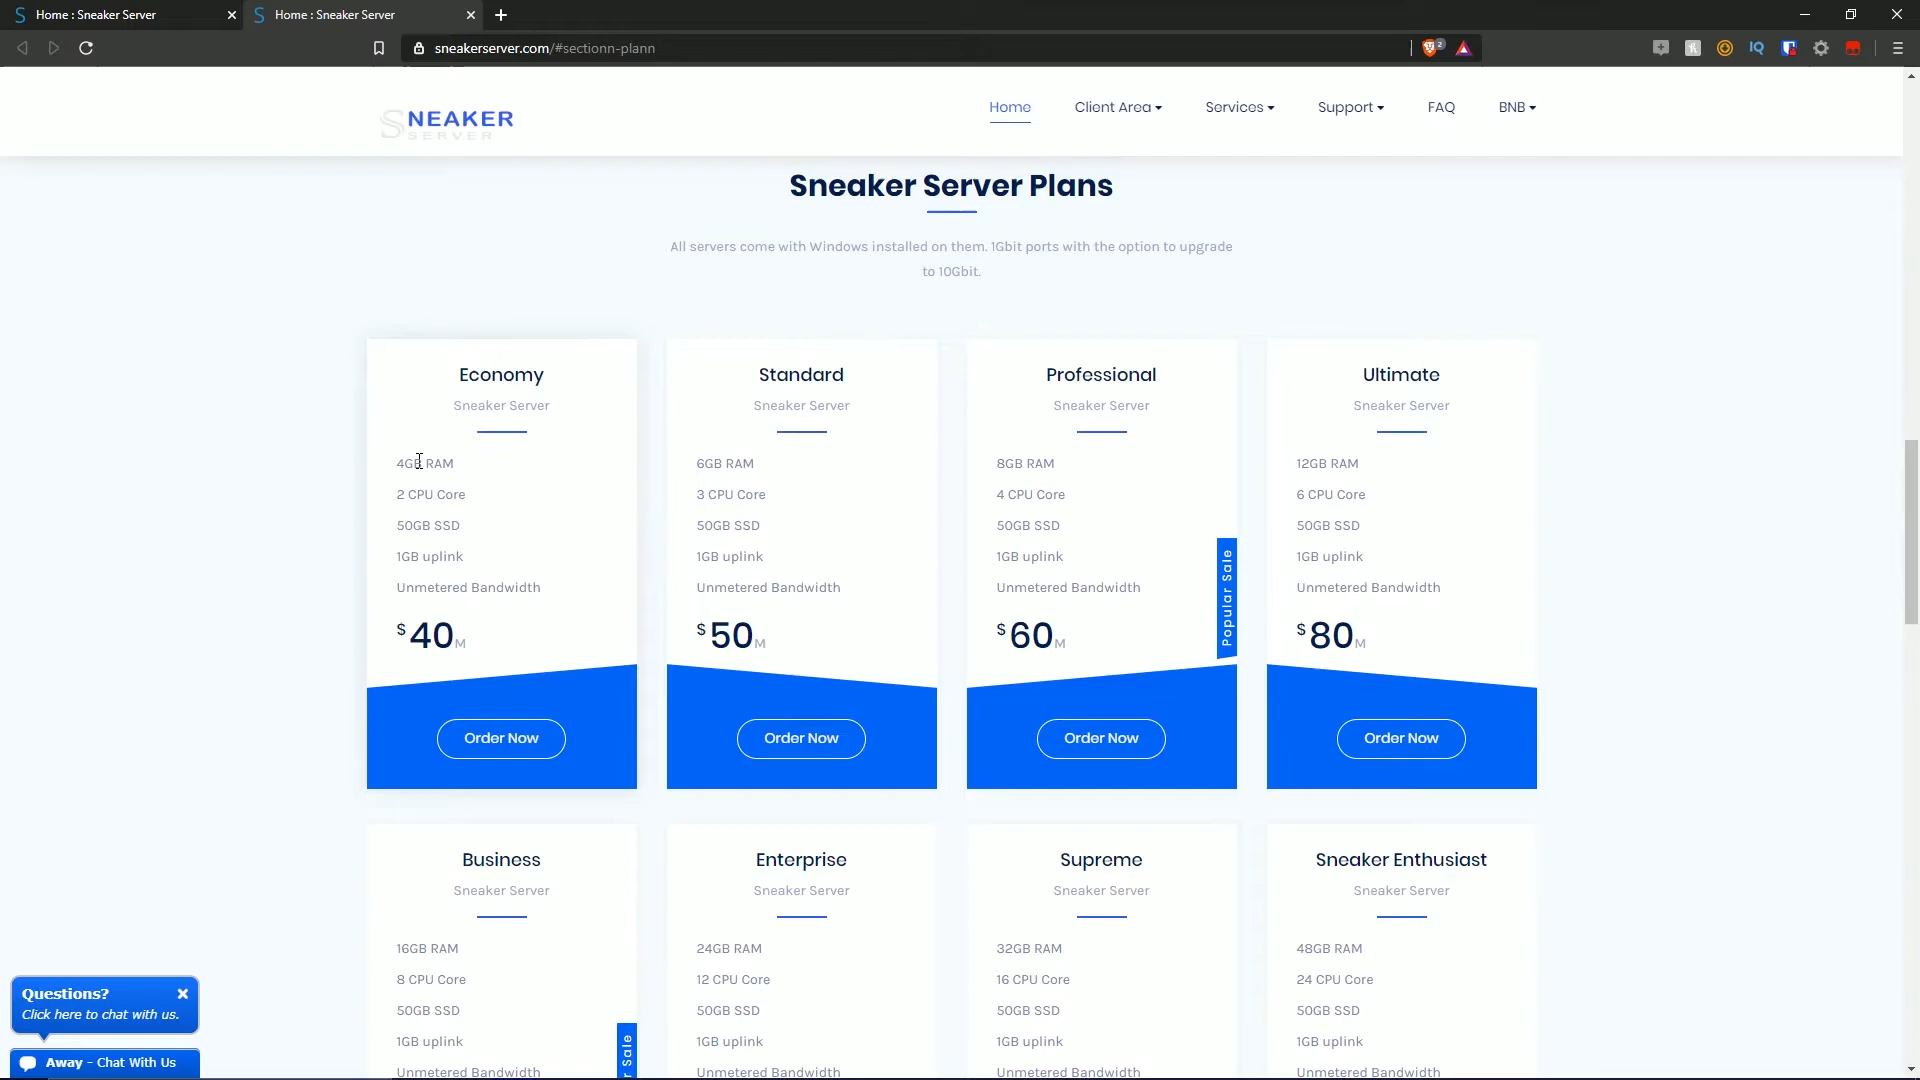 Home : Sneaker Server
Home : Sneaker Server
sneakerserver.com/#sectionn-plann
2
IQ
SNEAKER
SERVER
Home
Client Area
Services
Support
FAQ
BNB
Sneaker Server Plans
All servers come with Windows installed on them. 1Gbit ports with the option to upgrade
to 10Gbit.
Economy
Sneaker Server
4GB RAM
2 CPU Core
50GB SSD
1GB uplink
Unmetered Bandwidth
$40M
Order Now
Standard
Sneaker Server
6GB RAM
3 CPU Core
50GB SSD
1GB uplink
Unmetered Bandwidth
$50M
Order Now
Professional
Sneaker Server
8GB RAM
4 CPU Core
50GB SSD
1GB uplink
Unmetered Bandwidth
$60M
Popular Sale
Order Now
Ultimate
Sneaker Server
12GB RAM
6 CPU Core
50GB SSD
1GB uplink
Unmetered Bandwidth
$80M
Order Now
Business
Sneaker Server
16GB RAM
8 CPU Core
50GB SSD
1GB uplink
Unmetered Bandwidth
r Sale
Enterprise
Sneaker Server
24GB RAM
12 CPU Core
50GB SSD
1GB uplink
Unmetered Bandwidth
Supreme
Sneaker Server
32GB RAM
16 CPU Core
50GB SSD
1GB uplink
Unmetered Bandwidth
Sneaker Enthusiast
Sneaker Server
48GB RAM
24 CPU Core
50GB SSD
1GB uplink
Unmetered Bandwidth
Questions?
Click here to chat with us.
Away - Chat With Us